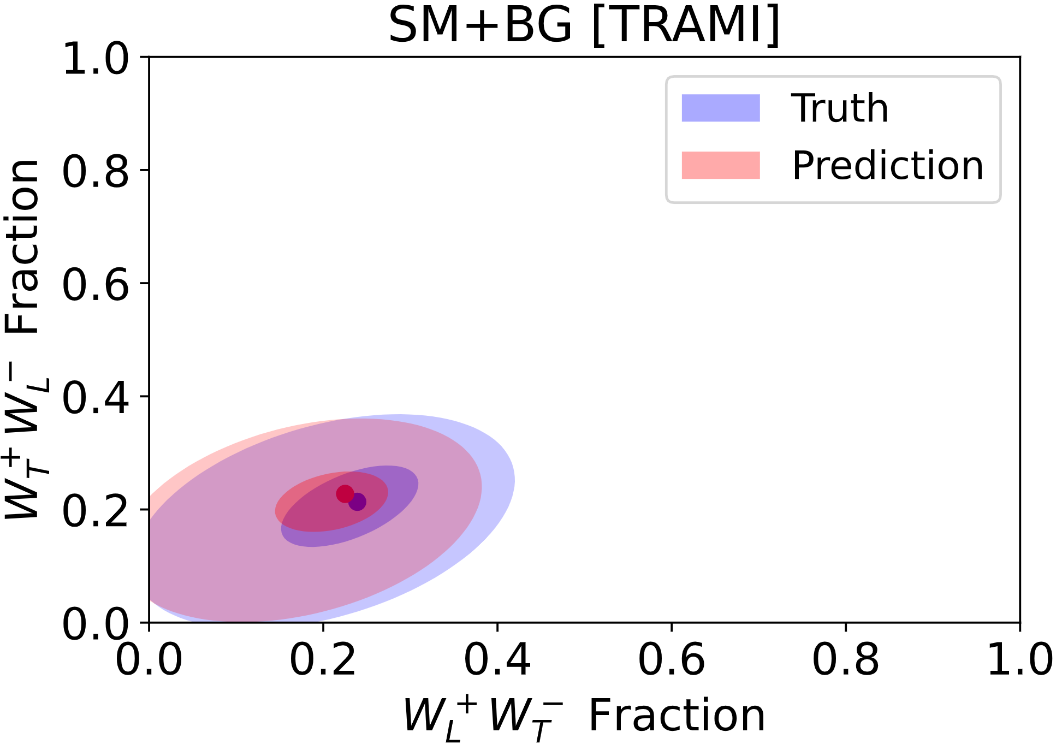 SM+BG [TRAMI]
Truth
Prediction
1.0
0.8
0.6
0.4
0.2
0.0
W_T^+ W_L^- Fraction
0.0 0.2 0.4 0.6 0.8 1.0
W_L^+ W_T^- Fraction